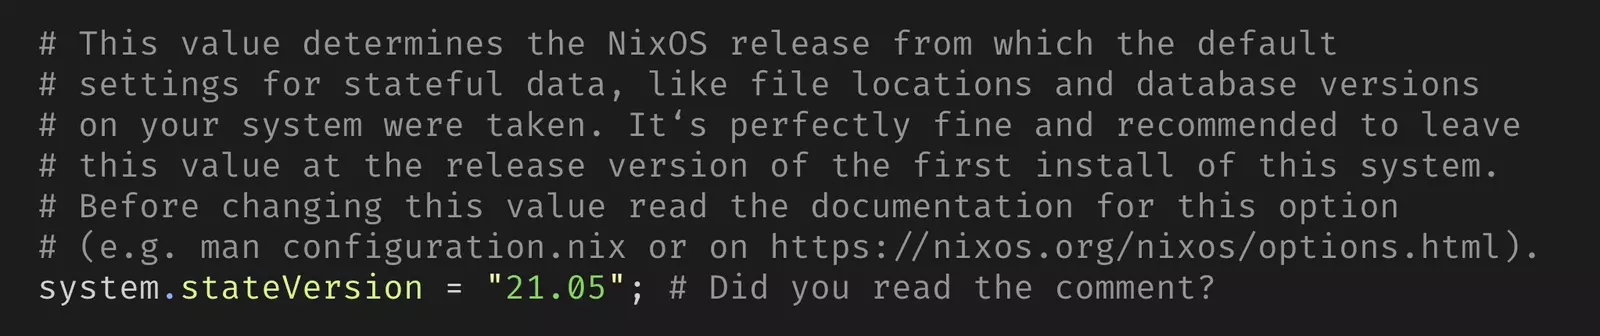 # This value determines the NixOS release from which the default
# settings for stateful data, like file locations and database versions
# on your system were taken. It‘s perfectly fine and recommended to leave
# this value at the release version of the first install of this system.
# Before changing this value read the documentation for this option
# (e.g. man configuration.nix or on https://nixos.org/nixos/options.html).
system.stateVersion = "21.05"; # Did you read the comment?